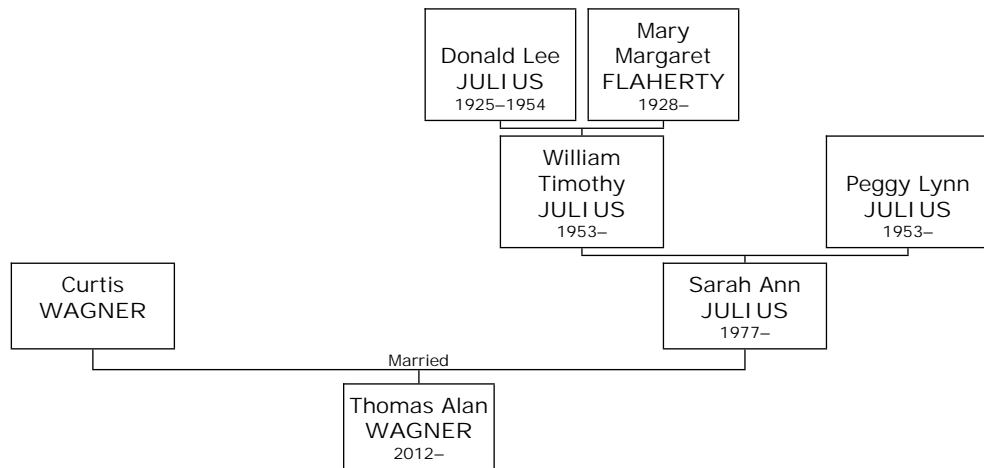 Donald Lee
JULIUS
1925–1954
Mary
Margaret
FLAHERTY
1928–
William
Timothy
JULIUS
1953–
Peggy Lynn
JULIUS
1953–
Curtis
WAGNER
Sarah Ann
JULIUS
1977–
Married
Thomas Alan
WAGNER
2012–